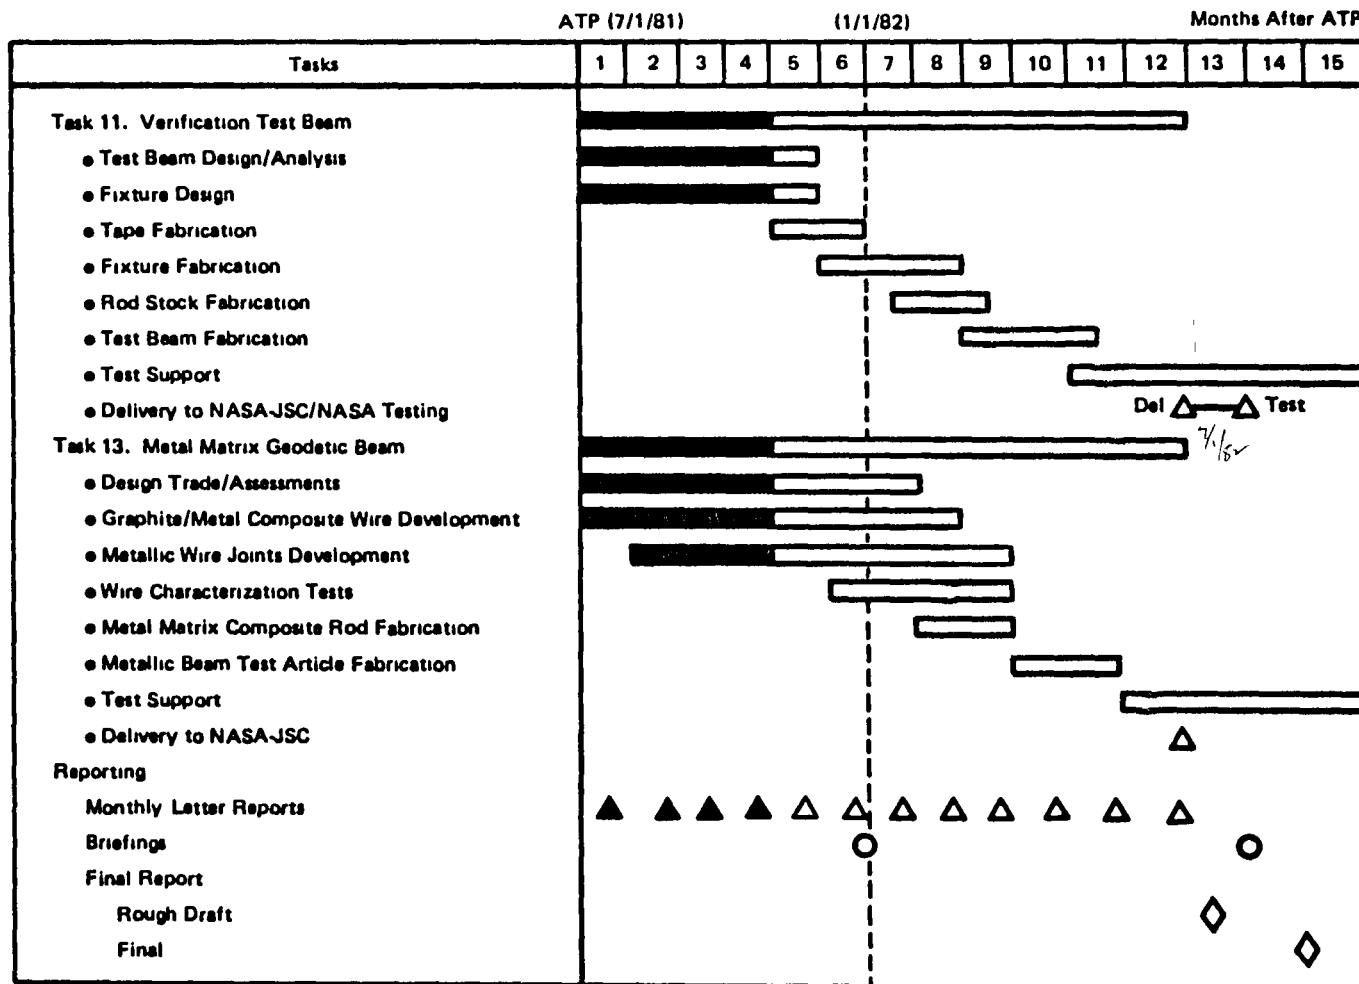 ATP (7/1/81) (1/1/82) Months After ATP
Tasks 1 2 3 4 5 6 7 8 9 10 11 12 13 14 15
Task 11. Verification Test Beam
• Test Beam Design/Analysis
• Fixture Design
• Tape Fabrication
• Fixture Fabrication
• Rod Stock Fabrication
• Test Beam Fabrication
• Test Support
• Delivery to NASA-JSC/NASA Testing Del Test
Task 13. Metal Matrix Geodetic Beam 7/1/82
• Design Trade/Assessments
• Graphite/Metal Composite Wire Development
• Metallic Wire Joints Development
• Wire Characterization Tests
• Metal Matrix Composite Rod Fabrication
• Metallic Beam Test Article Fabrication
• Test Support
• Delivery to NASA-JSC
Reporting
Monthly Letter Reports
Briefings
Final Report
Rough Draft
Final